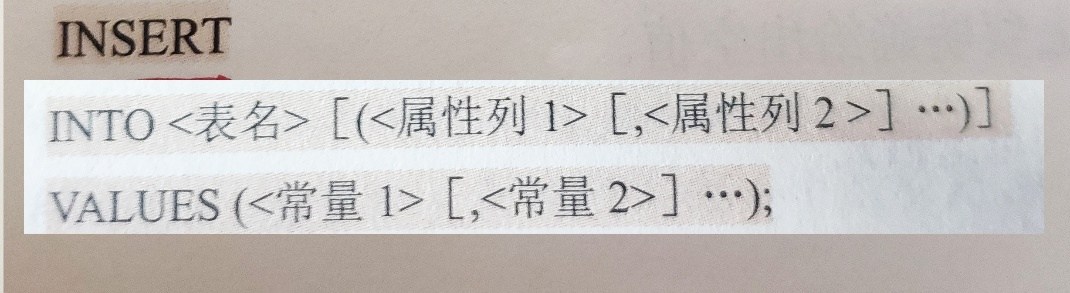 INSERT
INTO <表名> [(<属性列 1> [,<属性列 2 >] …)]
VALUES (<常量 1> [,<常量 2>] …);